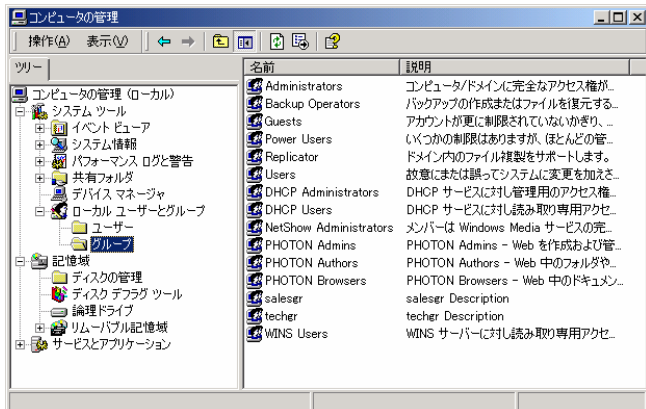 コンピュータの管理
操作(A) 表示(V)
ツリー
コンピュータの管理 (ローカル)
システム ツール
イベント ビューア
システム情報
パフォーマンス ログと警告
共有フォルダ
デバイス マネージャ
ローカル ユーザーとグループ
ユーザー
グループ
記憶域
ディスクの管理
ディスク デフラグ ツール
論理ドライブ
リムーバブル記憶域
サービスとアプリケーション
名前 説明
Administrators コンピュータ/ドメインに完全なアクセス権が...
Backup Operators バックアップの作成またはファイルを復元する...
Guests アカウントが更に制限されていないかぎり、...
Power Users いくつかの制限はありますが、ほとんどの管...
Replicator ドメイン内のファイル複製をサポートします。
Users 故意にまたは誤ってシステムに変更を加えさ...
DHCP Administrators DHCP サービスに対し管理用のアクセス権...
DHCP Users DHCP サービスに対し読み取り専用アクセ...
NetShow Administrators メンバーは Windows Media サービスの完...
PHOTON Admins PHOTON Admins - Web を作成および管...
PHOTON Authors PHOTON Authors - Web 中のフォルダや...
PHOTON Browsers PHOTON Browsers - Web 中のドキュメン...
salesgr salesgr Description
techgr techgr Description
WINS Users WINS サーバーに対し読み取り専用アクセ...